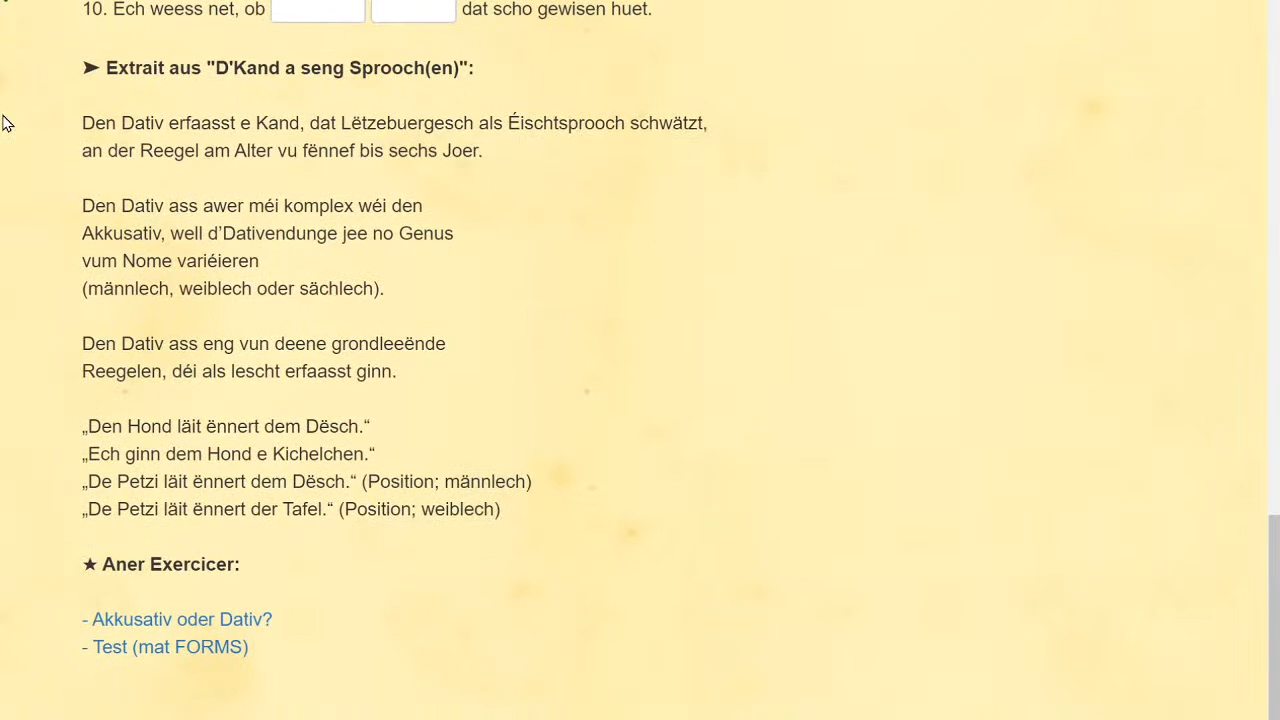 10. Ech weess net, ob dat scho gewisen huet.
➤ Extrait aus "D'Kand a seng Sprooch(en)":
Den Dativ erfaasst e Kand, dat Lëtzebuergesch als Éischtsprooch schwätzt,
an der Reegel am Alter vu fënnef bis sechs Joer.
Den Dativ ass awer méi komplex wéi den
Akkusativ, well d’Dativendunge jee no Genus
vum Nome variéieren
(männlech, weiblech oder sächlech).
Den Dativ ass eng vun deene grondleeënde
Reegelen, déi als lescht erfaasst ginn.
„Den Hond läit ënnert dem Dësch.“
„Ech ginn dem Hond e Kichelchen.“
„De Petzi läit ënnert dem Dësch.“ (Position; männlech)
„De Petzi läit ënnert der Tafel.“ (Position; weiblech)
★ Aner Exercicer:
- Akkusativ oder Dativ?
- Test (mat FORMS)